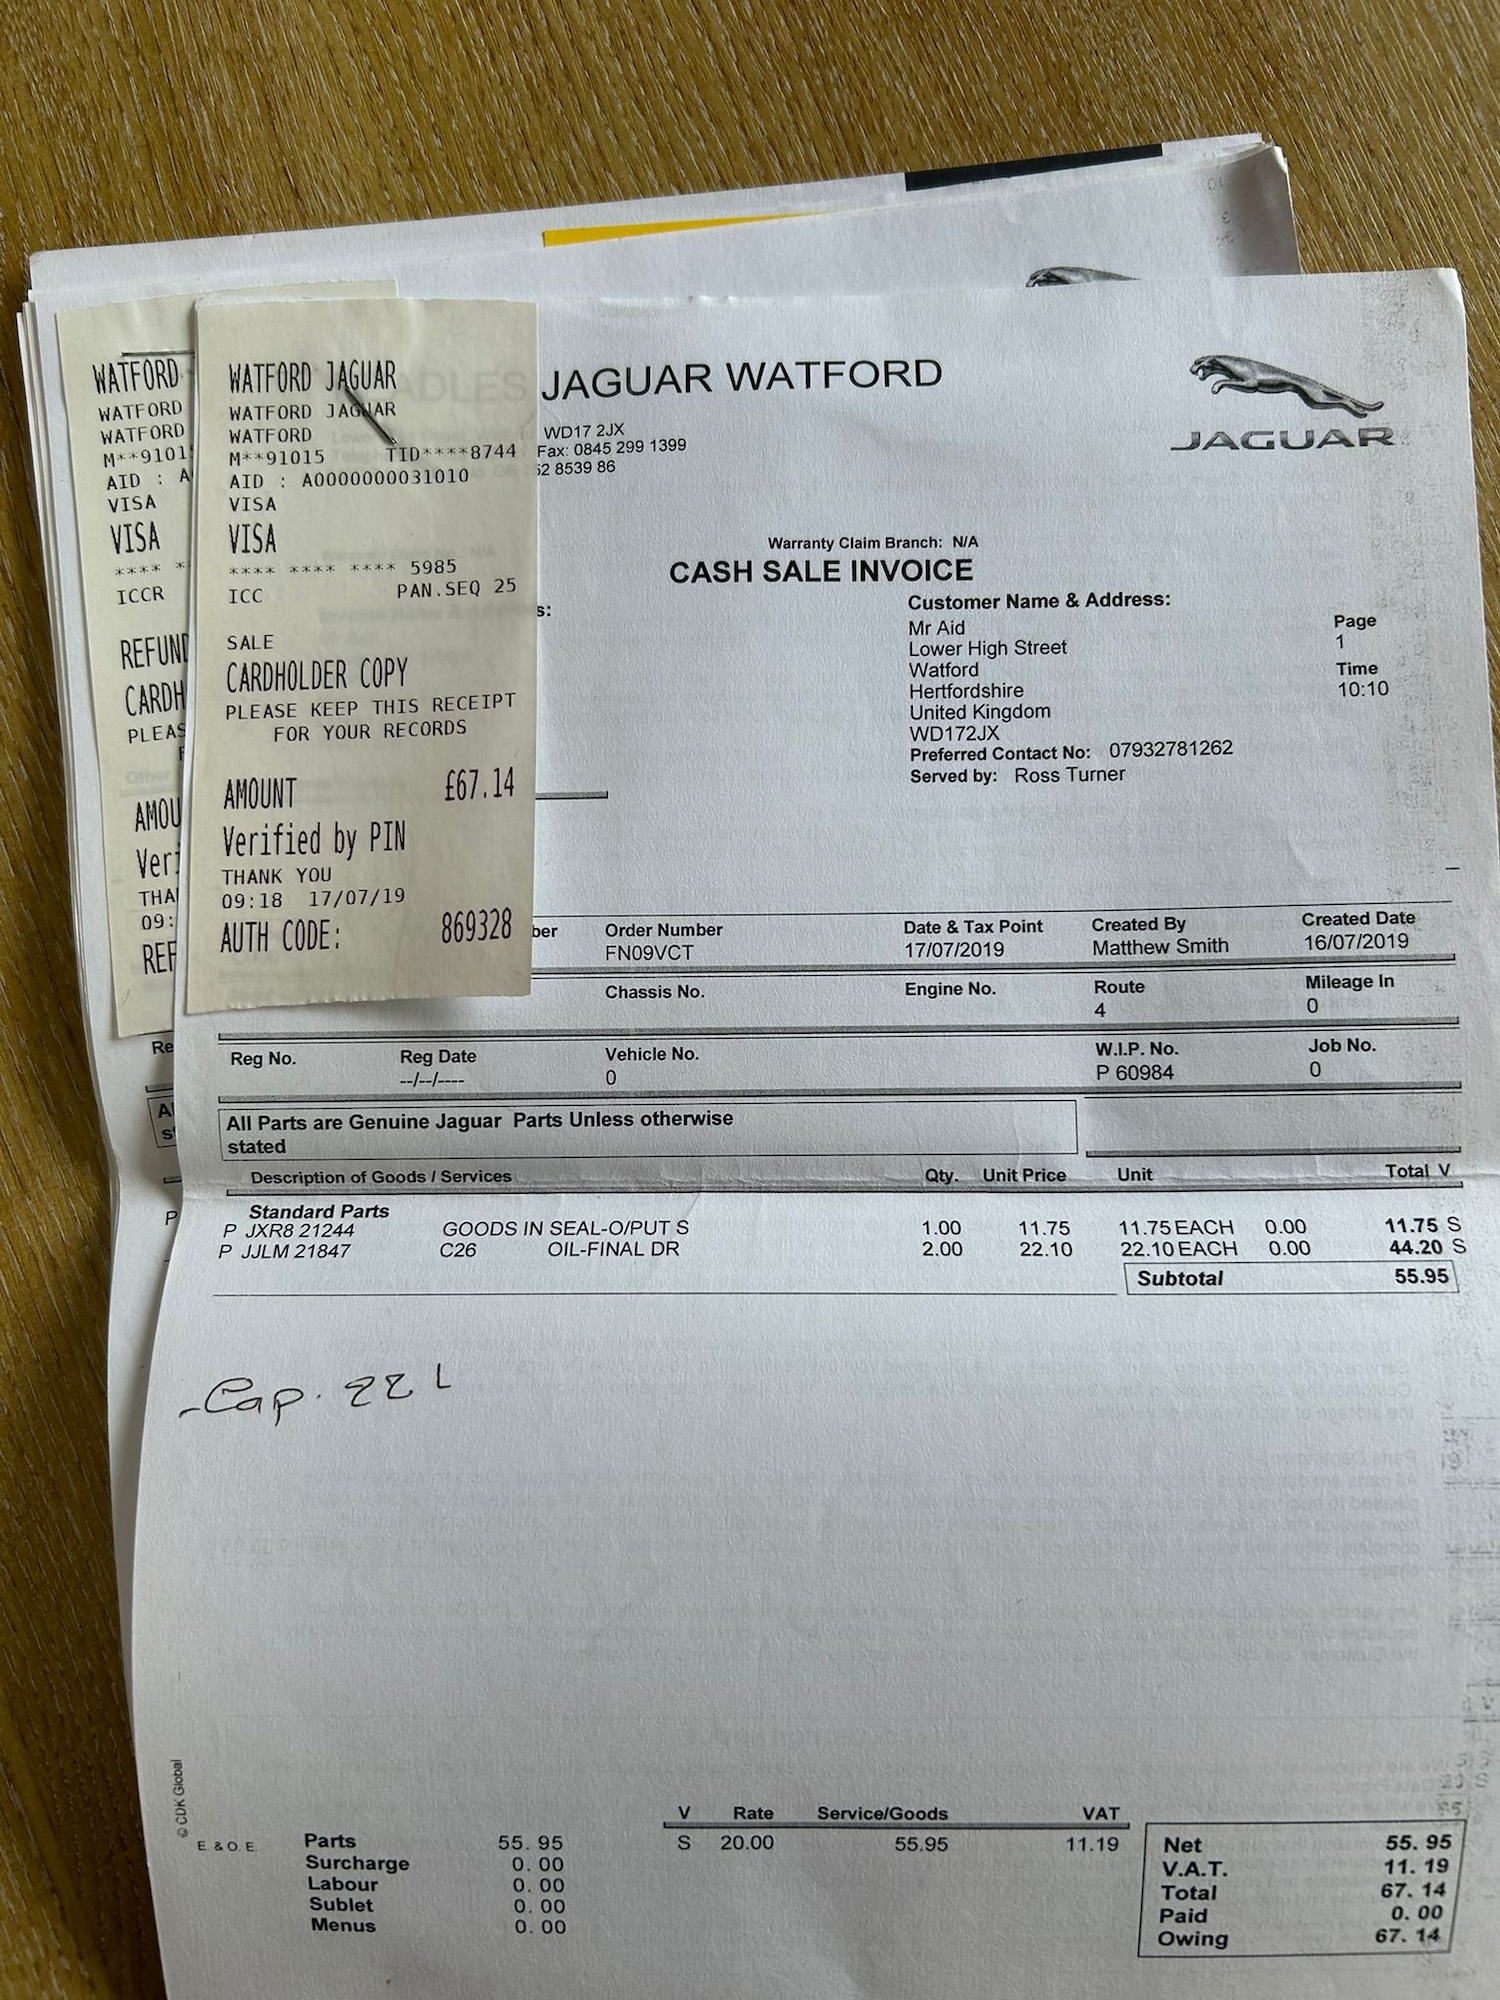 WATFORD
WATFORD
WATFORD
VISA
VISA
ICCR
WATFORD JAGUAR
WATFORD JAGUAR
WATFORD
M**91015 TID****8744
AID : A0000000031010
VISA
VISA
**** **** **** 5985
ICC PAN.SEQ 25
SALE
CARDHOLDER COPY
PLEASE KEEP THIS RECEIPT
FOR YOUR RECORDS
AMOUNT £67.14
Verified by PIN
THANK YOU
09:18 17/07/19
AUTH CODE: 869328
JAGUAR WATFORD
WD17 2JX
Fax: 0845 299 1399
52 8539 86
JAGUAR
Warranty Claim Branch: N/A
CASH SALE INVOICE
Customer Name & Address:
Mr Aid
Lower High Street
Watford
Hertfordshire
United Kingdom
WD172JX
Preferred Contact No: 07932781262
Served by: Ross Turner
Page
1
Time
10:10
Order Number Date & Tax Point Created By Created Date
FN09VCT 17/07/2019 Matthew Smith 16/07/2019
Chassis No. Engine No. Route Mileage In
4 0
Reg No. Reg Date Vehicle No. W.I.P. No. Job No.
--/--/---- 0 P 60984 0
All Parts are Genuine Jaguar Parts Unless otherwise
stated
Description of Goods / Services Qty. Unit Price Unit Total V
Standard Parts
P JXR8 21244 GOODS IN SEAL-O/PUT S 1.00 11.75 11.75 EACH 0.00 11.75 S
P JJLM 21847 C26 OIL-FINAL DR 2.00 22.10 22.10 EACH 0.00 44.20 S
Subtotal 55.95
Cap. 22 L
© CDK Global
E. & O. E.
Parts 55.95
Surcharge 0.00
Labour 0.00
Sublet 0.00
Menus 0.00
V Rate Service/Goods VAT
S 20.00 55.95 11.19
Net 55.95
V.A.T. 11.19
Total 67.14
Paid 0.00
Owing 67.14